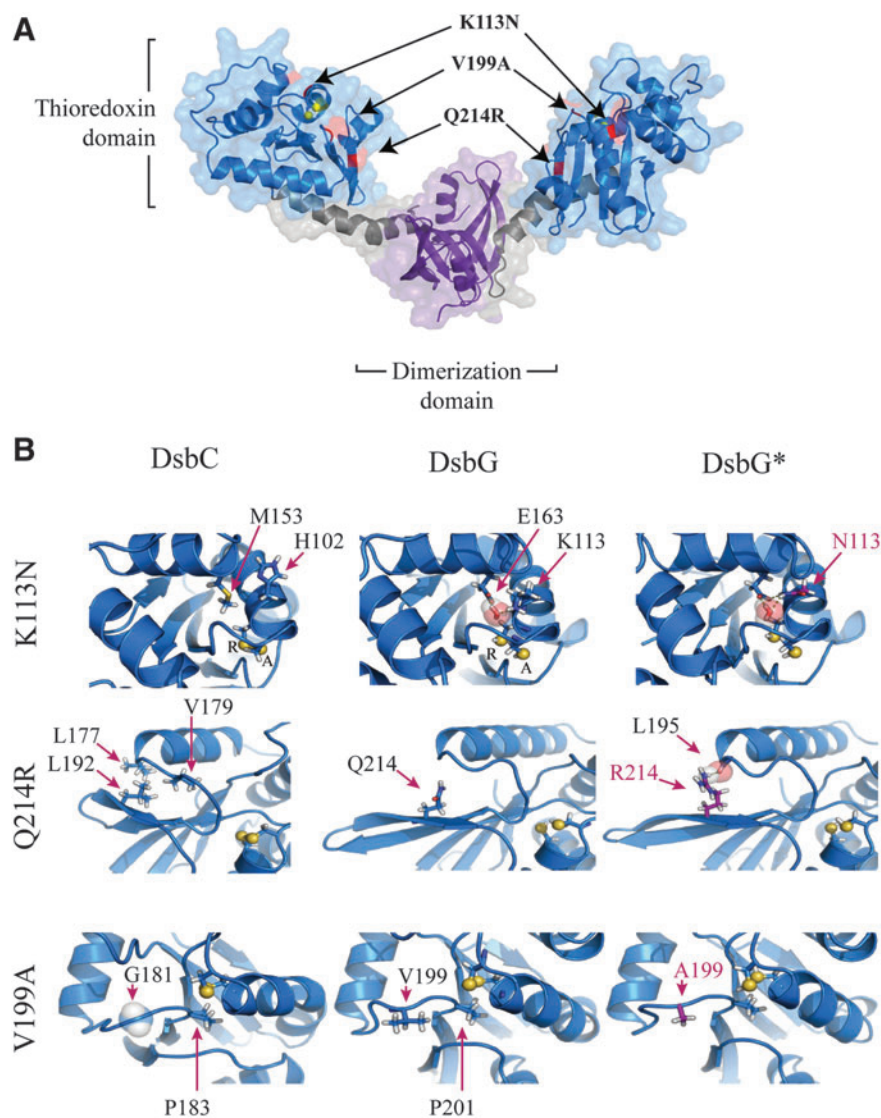 A
K113N
V199A
Q214R
Thioredoxin
domain
Dimerization
domain
B
DsbC
DsbG
DsbG*
K113N
M153
H102
R
A
E163
K113
R
A
N113
Q214R
L177
L192
V179
Q214
L195
R214
V199A
G181
P183
V199
P201
A199